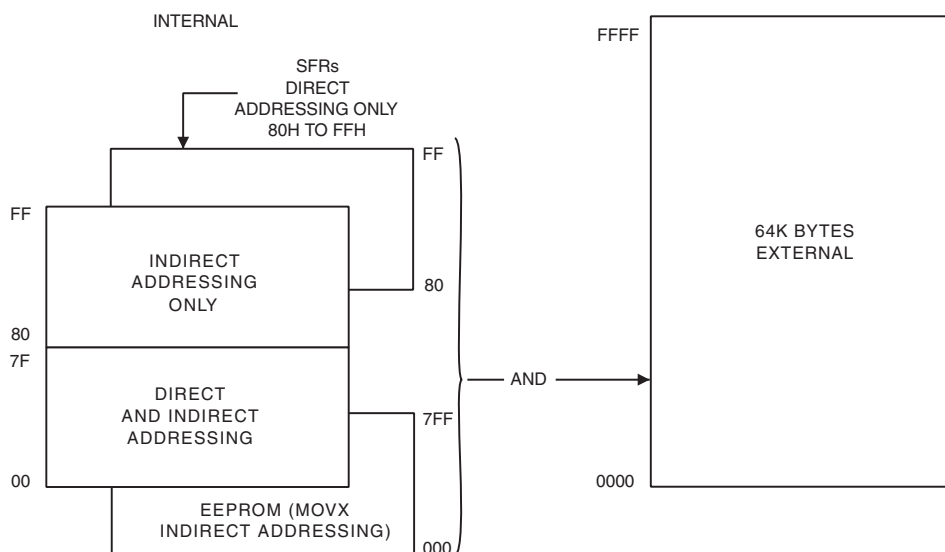 INTERNAL
SFRs
DIRECT
ADDRESSING ONLY
80H TO FFH
FF
FF
INDIRECT
ADDRESSING
ONLY
80
80
7F
DIRECT
AND INDIRECT
ADDRESSING
7FF
00
EEPROM (MOVX
INDIRECT ADDRESSING)
000
AND
FFFF
64K BYTES
EXTERNAL
0000